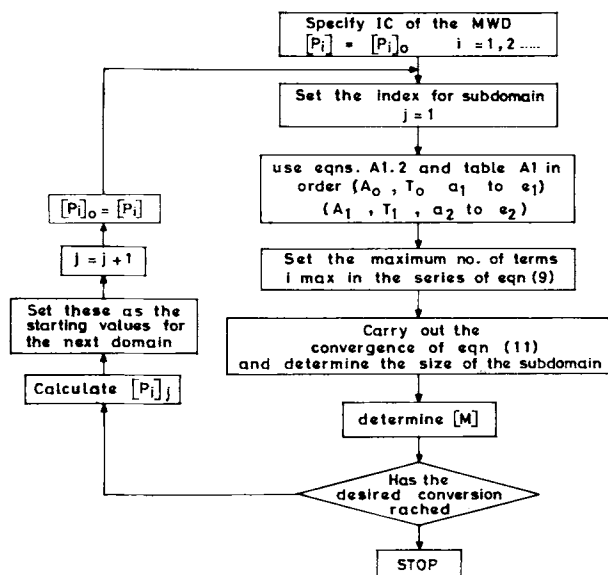 Specify IC of the MWD
[Pi] = [Pi]o i = 1,2.....
Set the index for subdomain
j = 1
use eqns. A1.2 and table A1 in
order (Ao , To a1 to e1)
(A1 , T1 , a2 to e2)
Set the maximum no. of terms
i max in the series of eqn (9)
Carry out the
convergence of eqn (11)
and determine the size of the subdomain
determine [M]
Has the
desired conversion
rached
STOP
Calculate [Pi]j
Set these as the
starting values for
the next domain
j = j + 1
[Pi]o = [Pi]